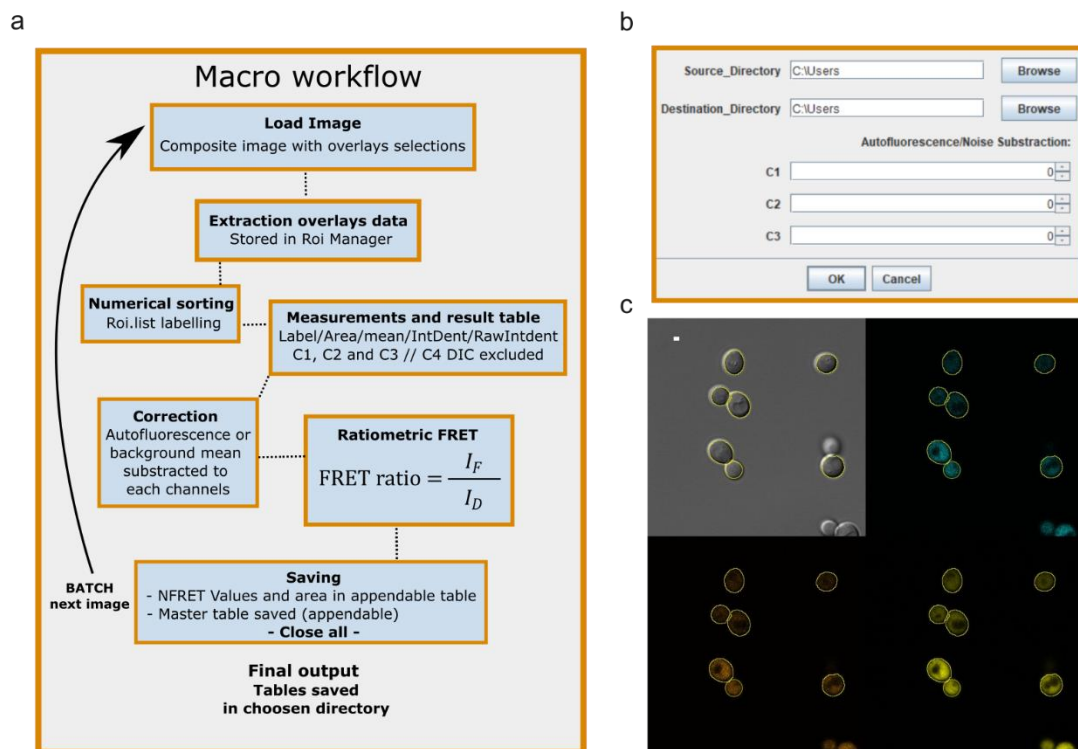 a
Macro workflow
Load Image
Composite image with overlays selections
Extraction overlays data
Stored in Roi Manager
Numerical sorting
Roi.list labelling
Measurements and result table
Label/Area/mean/IntDent/RawIntdent
C1, C2 and C3 // C4 DIC excluded
Correction
Autofluorescence or
background mean
substracted to
each channels
Ratiometric FRET
FRET ratio = I_F / I_D
BATCH
next image
Saving
- NFRET Values and area in appendable table
- Master table saved (appendable)
- Close all -
Final output
Tables saved
in choosen directory
b
Source_Directory C:\Users Browse
Destination_Directory C:\Users Browse
Autofluorescence/Noise Substraction:
C1 0
C2 0
C3 0
OK Cancel
c